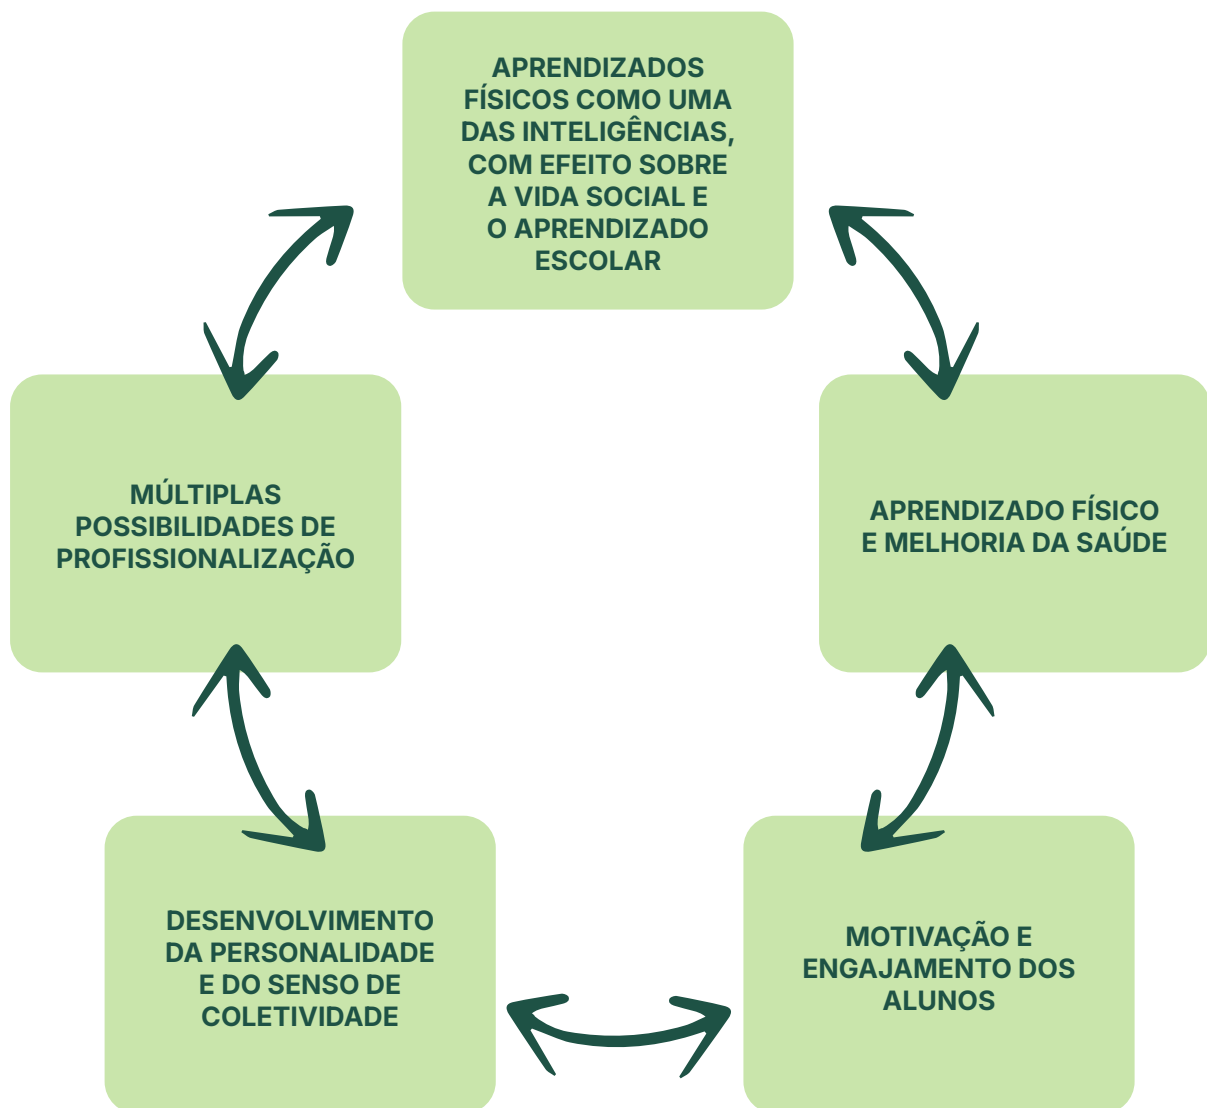 APRENDIZADOS
FÍSICOS COMO UMA
DAS INTELIGÊNCIAS,
COM EFEITO SOBRE
A VIDA SOCIAL E
O APRENDIZADO
ESCOLAR
MÚLTIPLAS
POSSIBILIDADES DE
PROFISSIONALIZAÇÃO
APRENDIZADO FÍSICO
E MELHORIA DA SAÚDE
DESENVOLVIMENTO
DA PERSONALIDADE
E DO SENSO DE
COLETIVIDADE
MOTIVAÇÃO E
ENGAJAMENTO DOS
ALUNOS